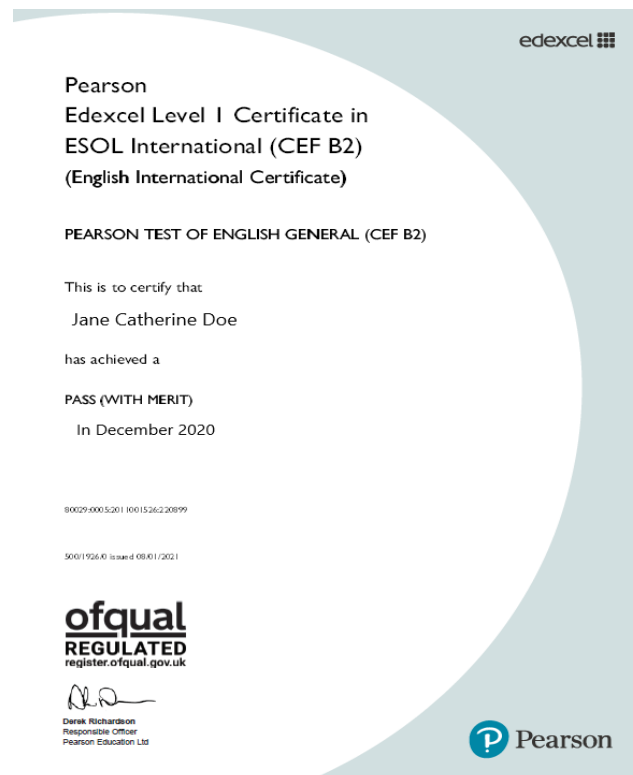 edexcel
Pearson
Edexcel Level 1 Certificate in
ESOL International (CEF B2)
(English International Certificate)
PEARSON TEST OF ENGLISH GENERAL (CEF B2)
This is to certify that
Jane Catherine Doe
has achieved a
PASS (WITH MERIT)
In December 2020
80029:0005:2011001526:220899
500/1926/0 issued 08/01/2021
ofqual
REGULATED
register.ofqual.gov.uk
Derek Richardson
Responsible Officer
Pearson Education Ltd
Pearson